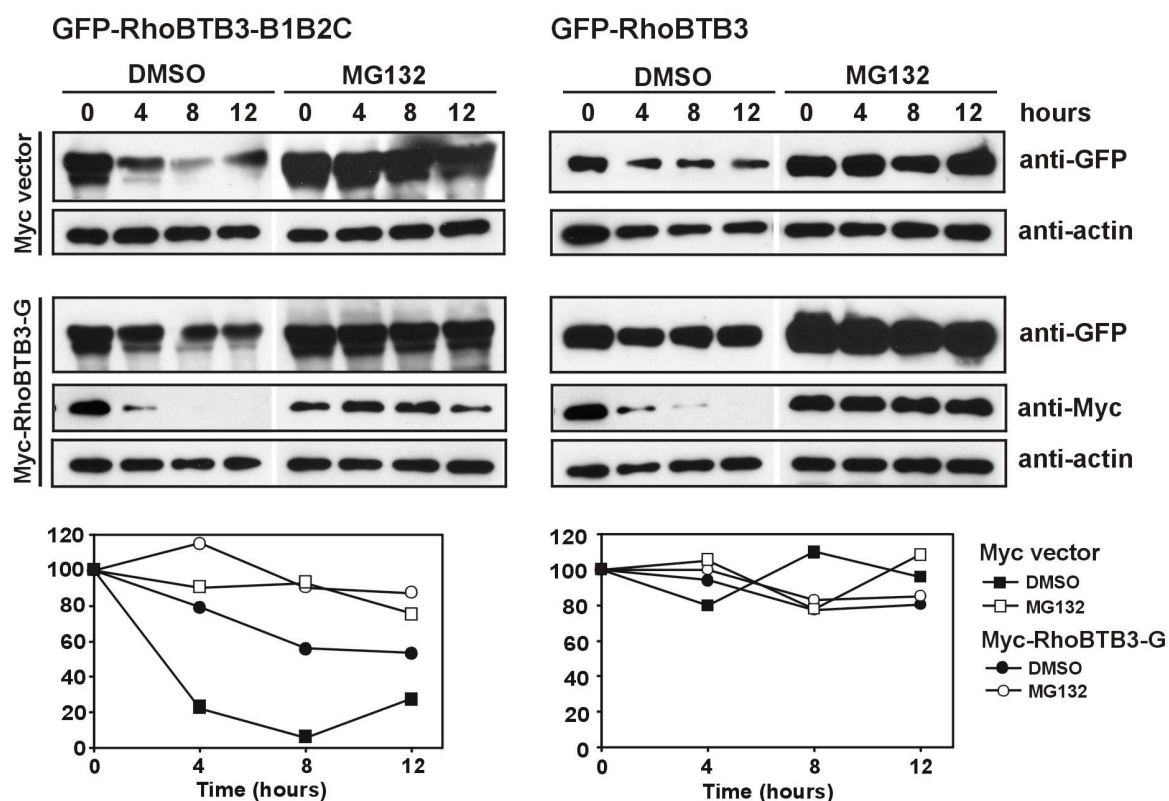 GFP-RhoBTB3-B1B2C GFP-RhoBTB3
DMSO MG132 DMSO MG132
0 4 8 12 0 4 8 12 0 4 8 12 0 4 8 12 hours
Myc vector
anti-GFP
anti-actin
Myc-RhoBTB3-G
anti-GFP
anti-Myc
anti-actin
120
100
80
60
40
20
0
0 4 8 12
Time (hours)
120
100
80
60
40
20
0
0 4 8 12
Time (hours)
Myc vector
DMSO
MG132
Myc-RhoBTB3-G
DMSO
MG132